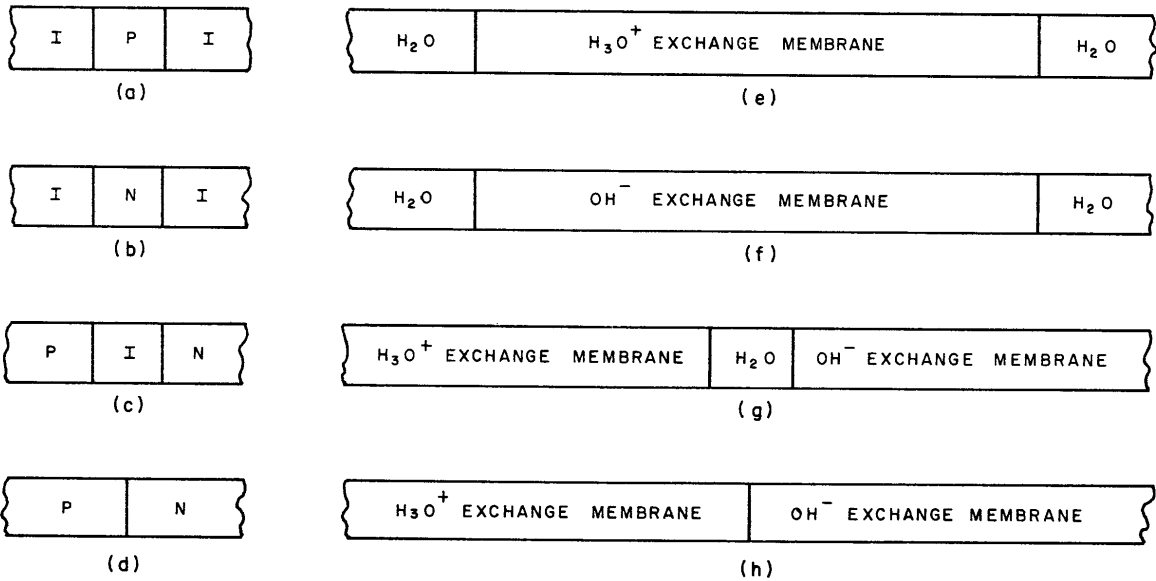 I P I
(a)
H₂O H₃O⁺ EXCHANGE MEMBRANE H₂O
(e)
I N I
(b)
H₂O OH⁻ EXCHANGE MEMBRANE H₂O
(f)
P I N
(c)
H₃O⁺ EXCHANGE MEMBRANE H₂O OH⁻ EXCHANGE MEMBRANE
(g)
P N
(d)
H₃O⁺ EXCHANGE MEMBRANE OH⁻ EXCHANGE MEMBRANE
(h)